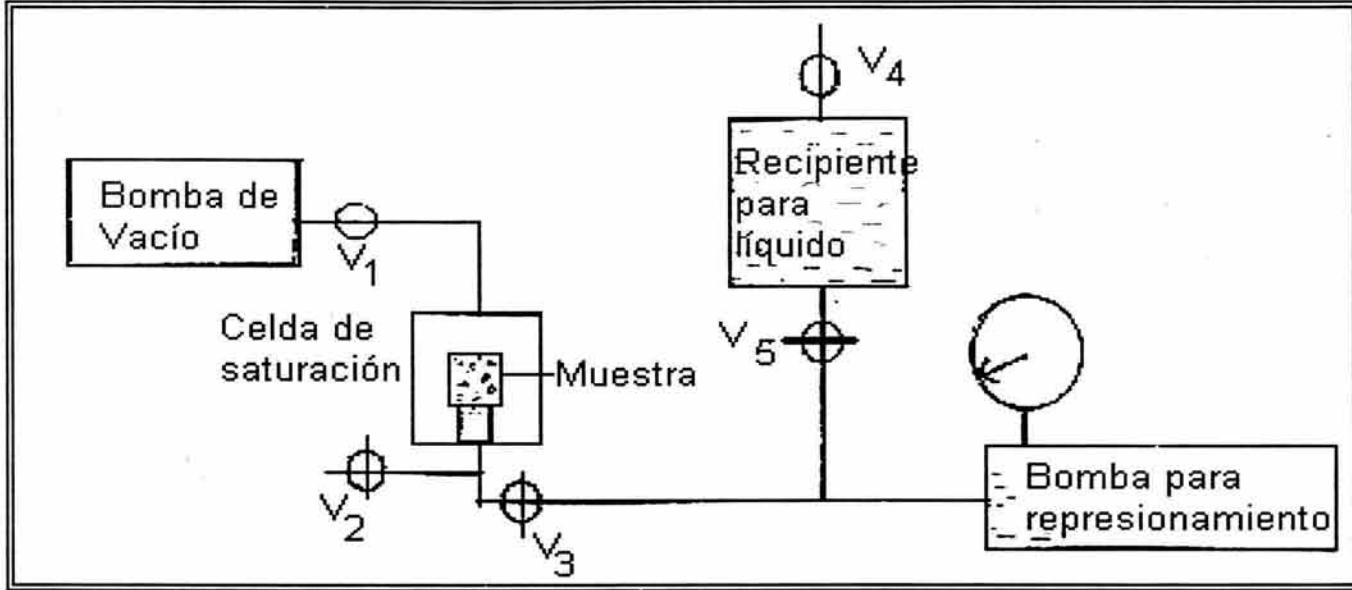 Bomba de
Vacío
V1
Celda de
saturación
Muestra
V2
V3
V4
Recipiente
para
líquido
V5
Bomba para
represionamiento